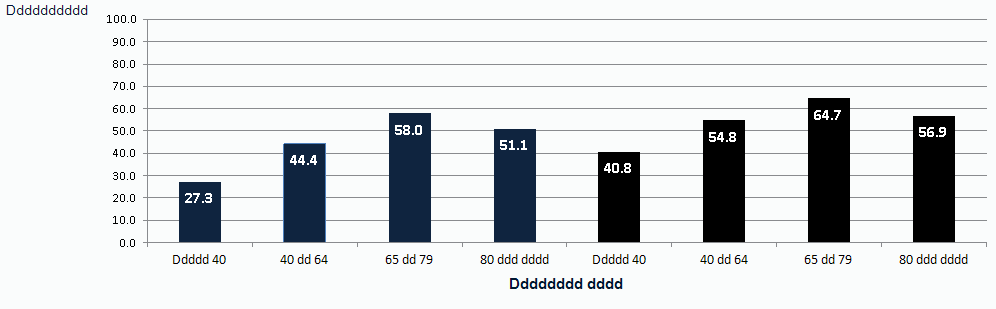 Dddddddddd
100.0
90.0
80.0
70.0
60.0
50.0
40.0
30.0
20.0
10.0
0.0
27.3
44.4
58.0
51.1
40.8
54.8
64.7
56.9
Ddddd 40
40 dd 64
65 dd 79
80 ddd dddd
Ddddd 40
40 dd 64
65 dd 79
80 ddd dddd
Dddddddd dddd